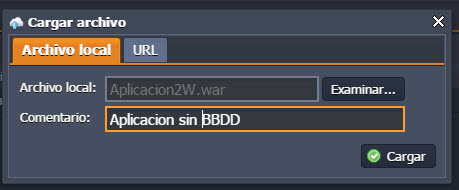 Cargar archivo
Archivo local URL
Archivo local: Aplicacion2W.war Examinar...
Comentario: Aplicacion sin BBDD
Cargar